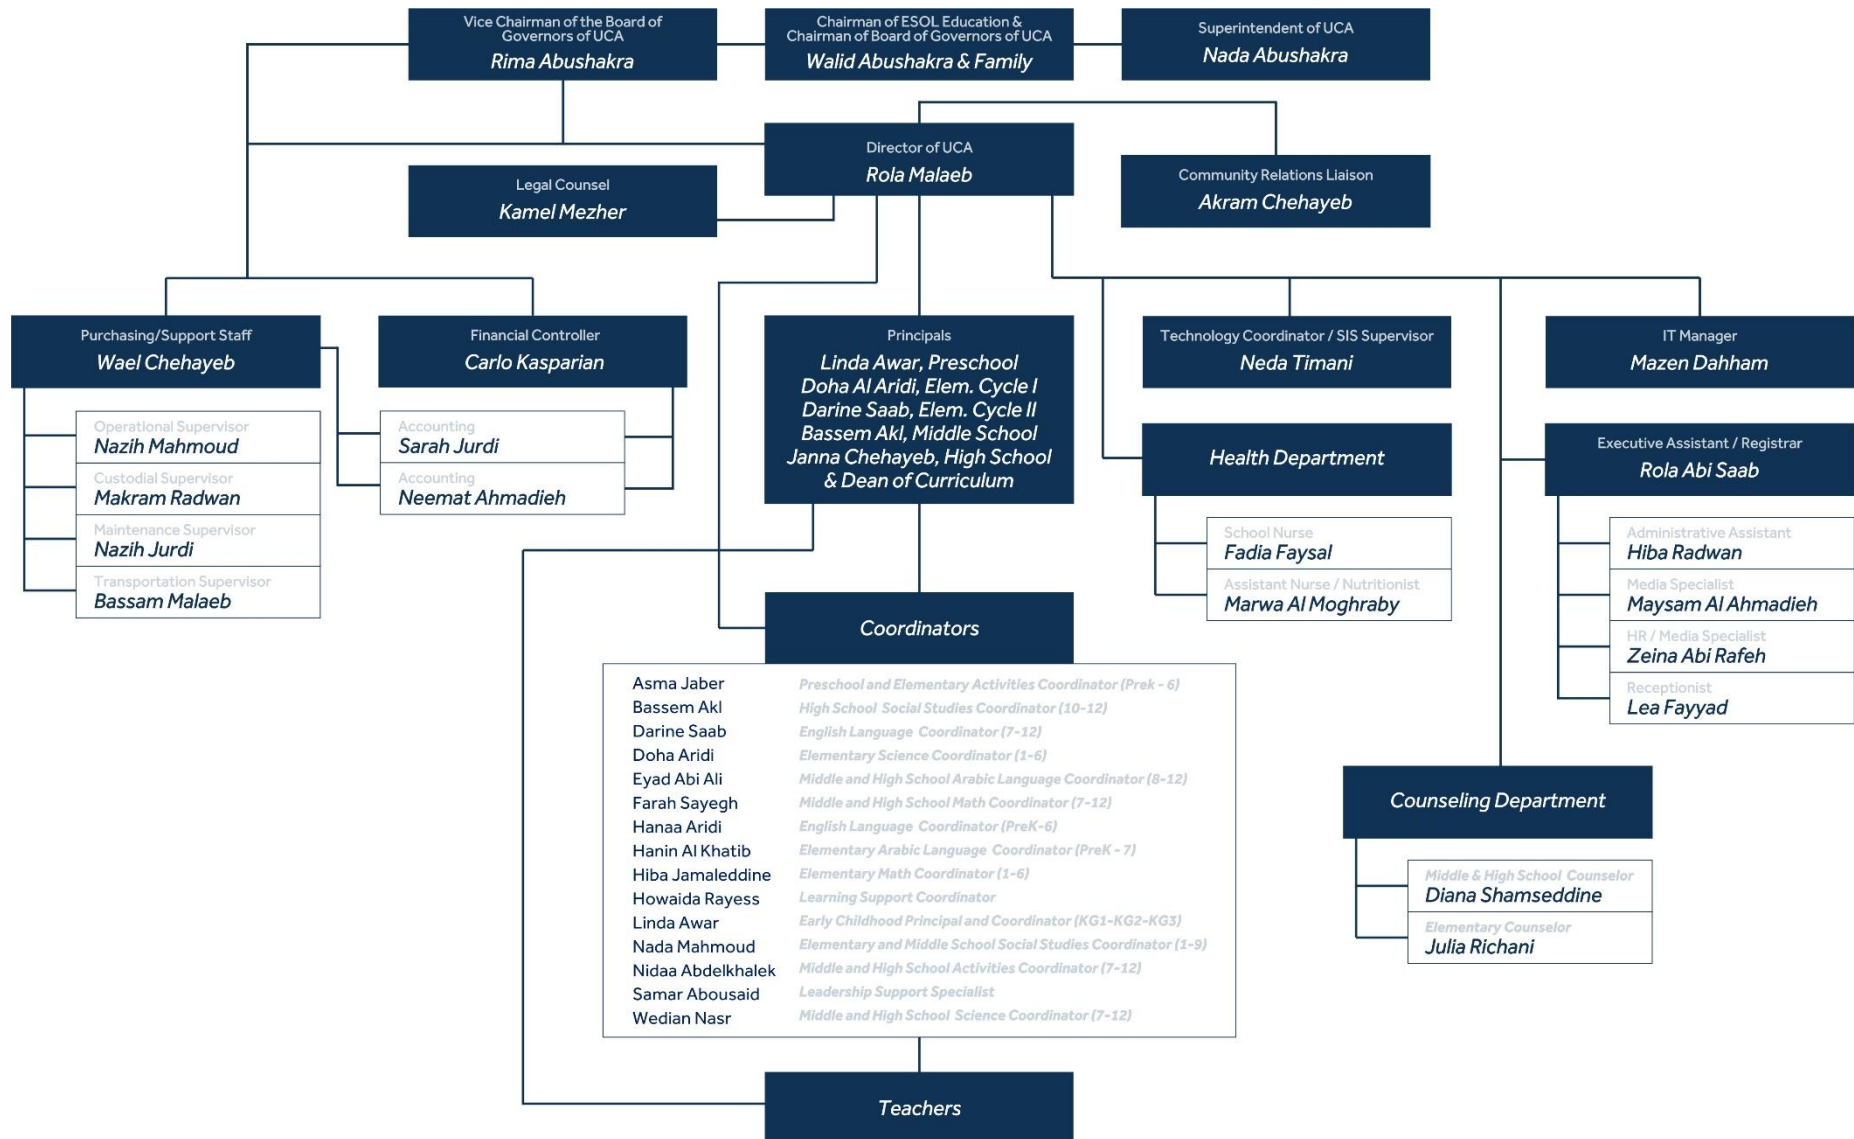 Vice Chairman of the Board of
Governors of UCA
Rima Abushakra
Chairman of ESOL Education &
Chairman of Board of Governors of UCA
Walid Abushakra & Family
Superintendent of UCA
Nada Abushakra
Director of UCA
Rola Malaeb
Legal Counsel
Kamel Mezher
Community Relations Liaison
Akram Chehayeb
Purchasing/Support Staff
Wael Chehayeb
Operational Supervisor
Nazih Mahmoud
Custodial Supervisor
Makram Radwan
Maintenance Supervisor
Nazih Jurdi
Transportation Supervisor
Bassam Malaeb
Financial Controller
Carlo Kasparian
Accounting
Sarah Jurdi
Accounting
Neemat Ahmadieh
Principals
Linda Awar, Preschool
Doha Al Aridi, Elem. Cycle I
Darine Saab, Elem. Cycle II
Bassem Akl, Middle School
Janna Chehayeb, High School
& Dean of Curriculum
Technology Coordinator / SIS Supervisor
Neda Timani
IT Manager
Mazen Dahham
Health Department
School Nurse
Fadia Faysal
Assistant Nurse / Nutritionist
Marwa Al Moghraby
Executive Assistant / Registrar
Rola Abi Saab
Administrative Assistant
Hiba Radwan
Media Specialist
Maysam Al Ahmadieh
HR / Media Specialist
Zeina Abi Rafeh
Receptionist
Lea Fayyad
Coordinators
Asma Jaber Preschool and Elementary Activities Coordinator (Prek - 6)
Bassem Akl High School Social Studies Coordinator (10-12)
Darine Saab English Language Coordinator (7-12)
Doha Aridi Elementary Science Coordinator (1-6)
Eyad Abi Ali Middle and High School Arabic Language Coordinator (8-12)
Farah Sayegh Middle and High School Math Coordinator (7-12)
Hanaa Aridi English Language Coordinator (PreK-6)
Hanin Al Khatib Elementary Arabic Language Coordinator (PreK - 7)
Hiba Jamaleddine Elementary Math Coordinator (1-6)
Howaida Rayess Learning Support Coordinator
Linda Awar Early Childhood Principal and Coordinator (KG1-KG2-KG3)
Nada Mahmoud Elementary and Middle School Social Studies Coordinator (1-9)
Nidaa Abdelkhalek Middle and High School Activities Coordinator (7-12)
Samar Abousaid Leadership Support Specialist
Wedian Nasr Middle and High School Science Coordinator (7-12)
Counseling Department
Middle & High School Counselor
Diana Shamseddine
Elementary Counselor
Julia Richani
Teachers